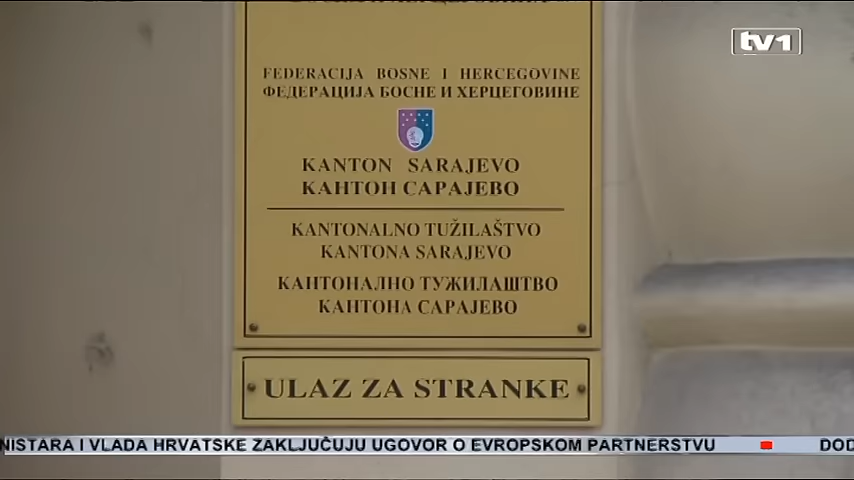 tv1
FEDERACIJA BOSNE I HERCEGOVINE
ФЕДЕРАЦИЈА БОСНЕ И ХЕРЦЕГОВИНЕ
KANTON SARAJEVO
КАНТОН САРАЈЕВО
KANTONALNO TUŽILAŠTVO
KANTONA SARAJEVO
КАНТОНАЛНО ТУЖИЛАШТВО
КАНТОНА САРАЈЕВО
ULAZ ZA STRANKE
NISTARA I VLADA HRVATSKE ZAKLJUČUJU UGOVOR O EVROPSKOM PARTNERSTVU DOD